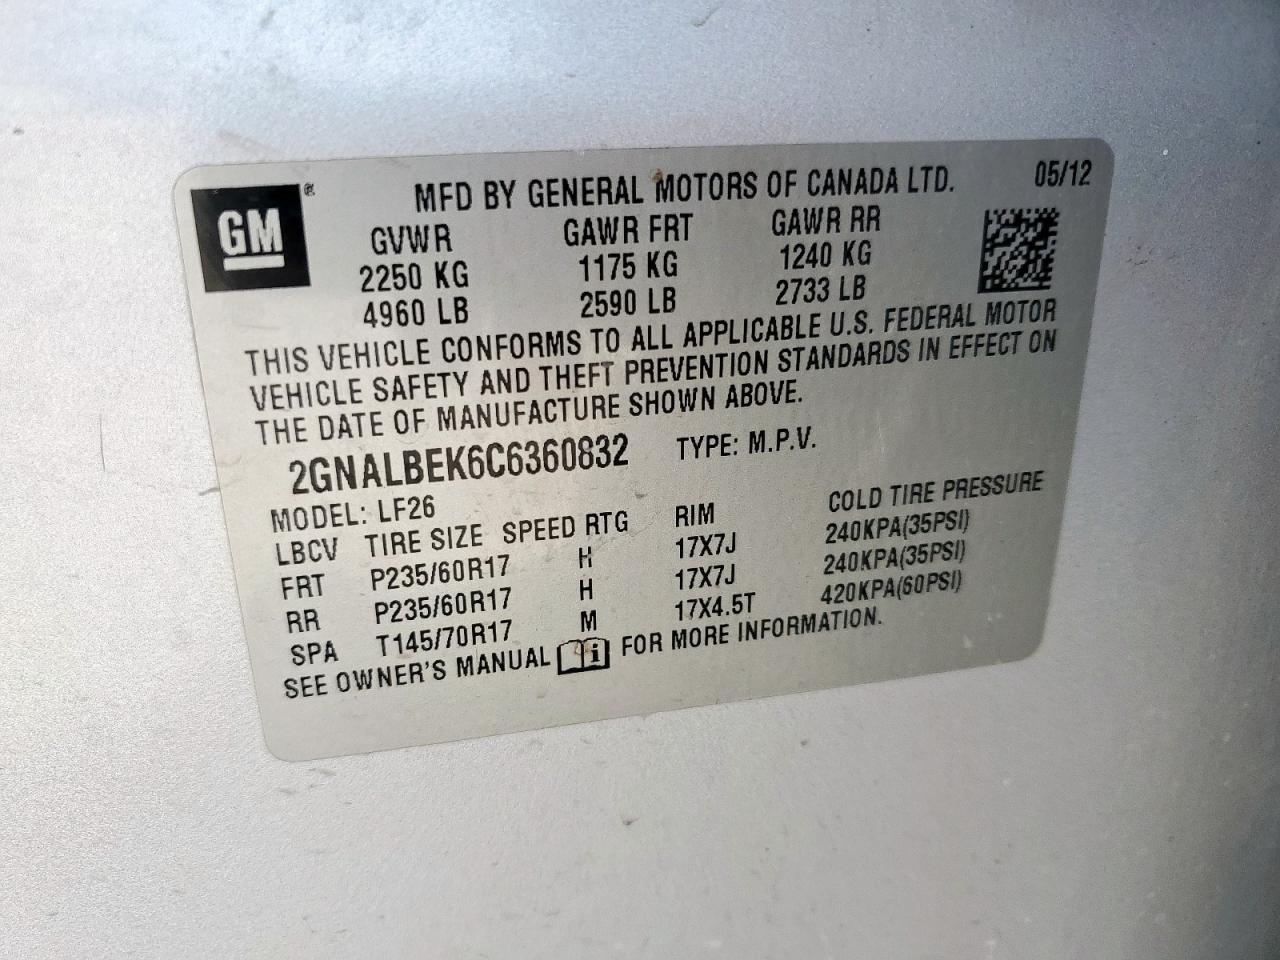 GM ®
MFD BY GENERAL MOTORS OF CANADA LTD. 05/12
GVWR GAWR FRT GAWR RR
2250 KG 1175 KG 1240 KG
4960 LB 2590 LB 2733 LB
THIS VEHICLE CONFORMS TO ALL APPLICABLE U.S. FEDERAL MOTOR
VEHICLE SAFETY AND THEFT PREVENTION STANDARDS IN EFFECT ON
THE DATE OF MANUFACTURE SHOWN ABOVE.
2GNALBEK6C6360832 TYPE: M.P.V.
MODEL: LF26
LBCV TIRE SIZE SPEED RTG RIM COLD TIRE PRESSURE
FRT P235/60R17 H 17X7J 240KPA(35PSI)
RR P235/60R17 H 17X7J 240KPA(35PSI)
SPA T145/70R17 M 17X4.5T 420KPA(60PSI)
SEE OWNER'S MANUAL i FOR MORE INFORMATION.